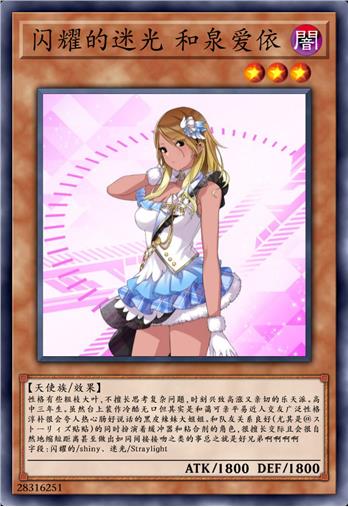 闪耀的迷光 和泉爱依
闇
【天使族/效果】
性格有些粗枝大叶,不擅长思考复杂问题,时刻兴致高涨又亲切的乐天派,高
中三年生。虽然台上装作冷酷无口但其实是和蔼可亲平易近人交友广泛性格
淳朴很会夸人热心肠好说话的黑皮辣妹大姐姐。和队友关系良好(尤其是@ス
トーリィズ贴贴)的同时扮演着缓冲器和粘合剂的角色,很擅长交际且会很自
然地缩短距离甚至做出如同间接接吻之类的事总之就是好兄弟啊啊啊啊
字段:闪耀的/shiny、迷光/Straylight
ATK/1800 DEF/1800
28316251